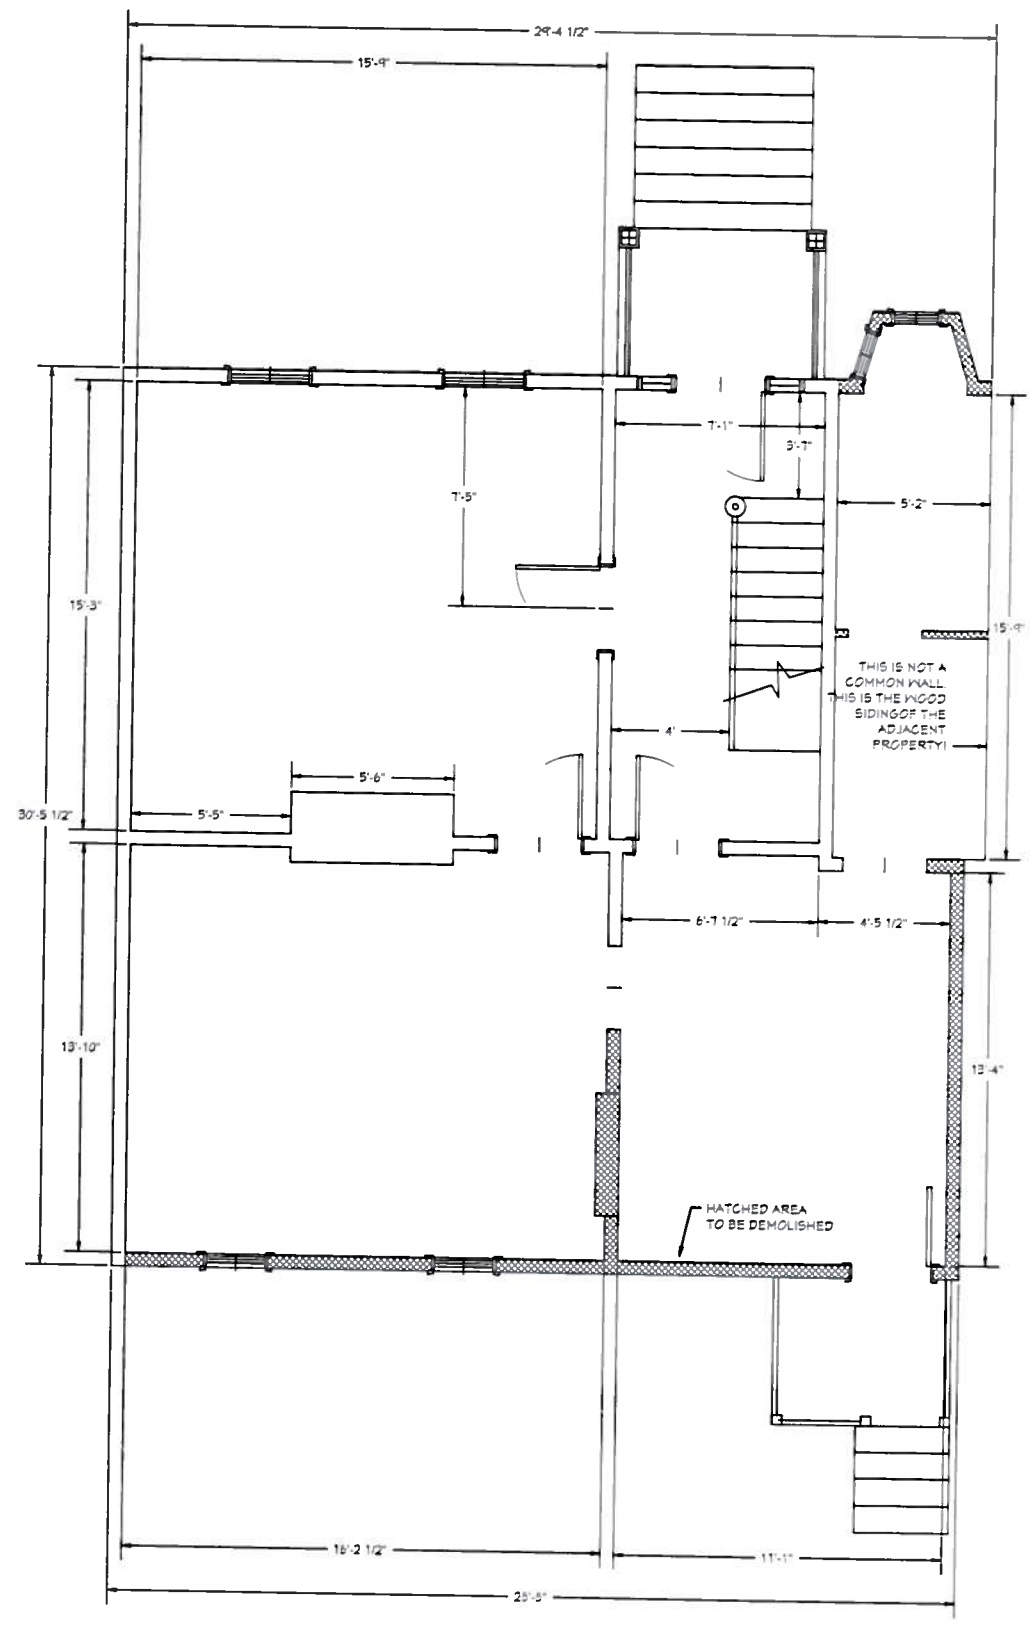 29'-4 1/2"
15'-9"
7'-1"
3'-7"
7'-5"
5'-2"
15'-3"
15'-9"
THIS IS NOT A
COMMON WALL.
THIS IS THE WOOD
SIDINGOF THE
ADJACENT
PROPERTY!
4'
5'-6"
5'-5"
30'-5 1/2"
6'-7 1/2"
4'-5 1/2"
13'-10"
13'-4"
HATCHED AREA
TO BE DEMOLISHED
16'-2 1/2"
11'-1"